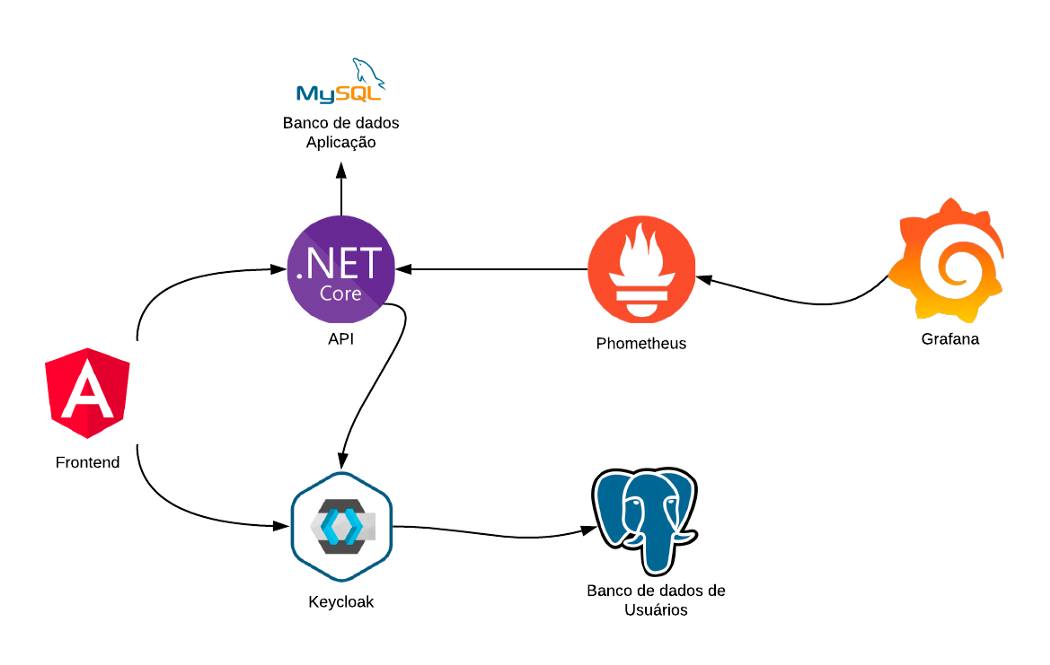 MySQL
Banco de dados
Aplicação
.NET
Core
API
Phometheus
Grafana
Frontend
Keycloak
Banco de dados de
Usuários